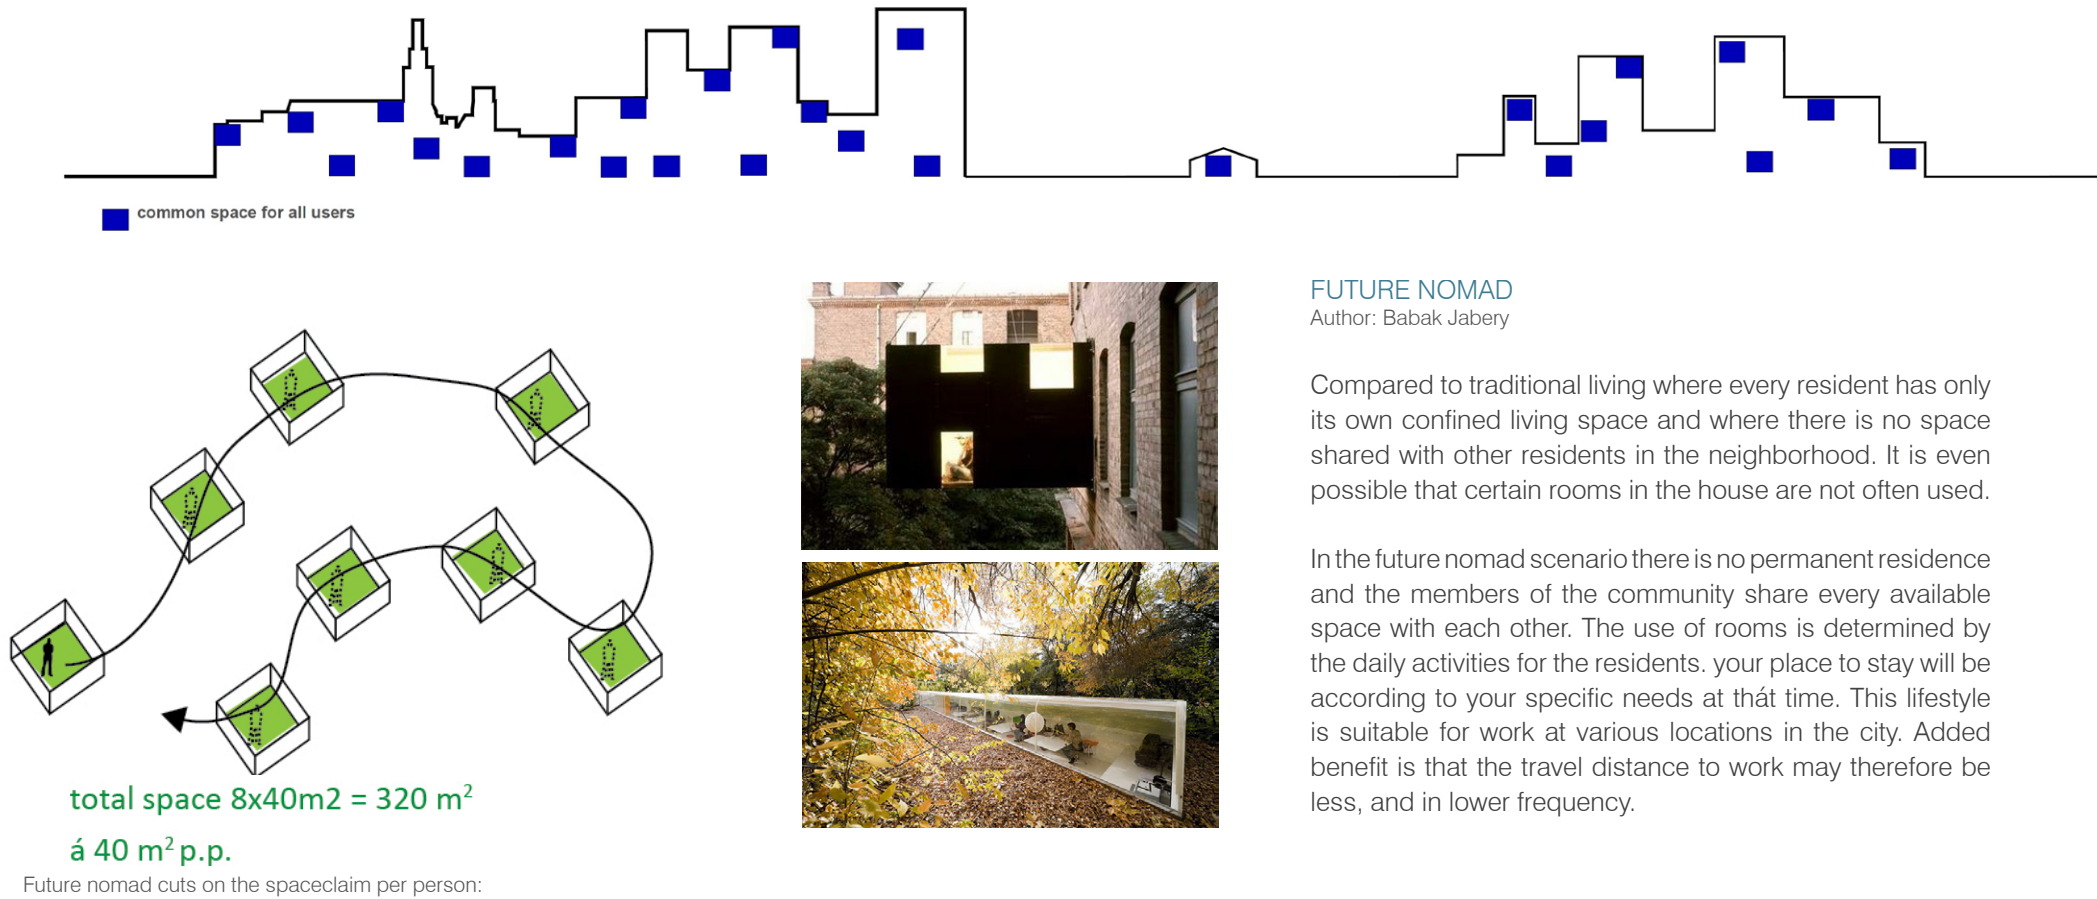 common space for all users
total space 8x40m2 = 320 m²
á 40 m² p.p.
Future nomad cuts on the spaceclaim per person:
FUTURE NOMAD
Author: Babak Jabery
Compared to traditional living where every resident has only
its own confined living space and where there is no space
shared with other residents in the neighborhood. It is even
possible that certain rooms in the house are not often used.
In the future nomad scenario there is no permanent residence
and the members of the community share every available
space with each other. The use of rooms is determined by
the daily activities for the residents. your place to stay will be
according to your specific needs at thát time. This lifestyle
is suitable for work at various locations in the city. Added
benefit is that the travel distance to work may therefore be
less, and in lower frequency.